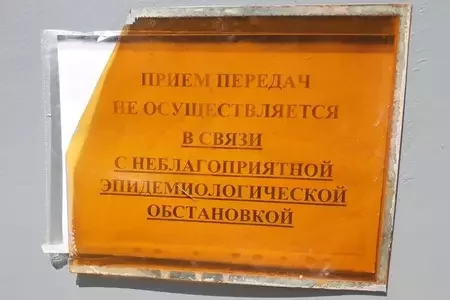 ПРИЕМ ПЕРЕДАЧ
НЕ ОСУЩЕСТВЛЯЕТСЯ
В СВЯЗИ
С НЕБЛАГОПРИЯТНОЙ
ЭПИДЕМИОЛОГИЧЕСКОЙ
ОБСТАНОВКОЙ